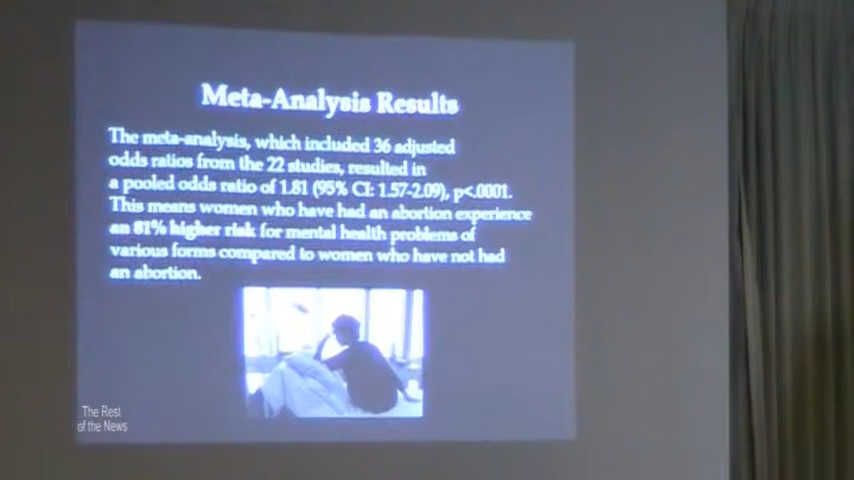 Meta-Analysis Results
The meta-analysis, which included 36 adjusted
odds ratios from the 22 studies, resulted in
a pooled odds ratio of 1.81 (95% CI: 1.57-2.09), p<.0001.
This means women who have had an abortion experience
an 81% higher risk for mental health problems of
various forms compared to women who have not had
an abortion.
The Rest
of the News